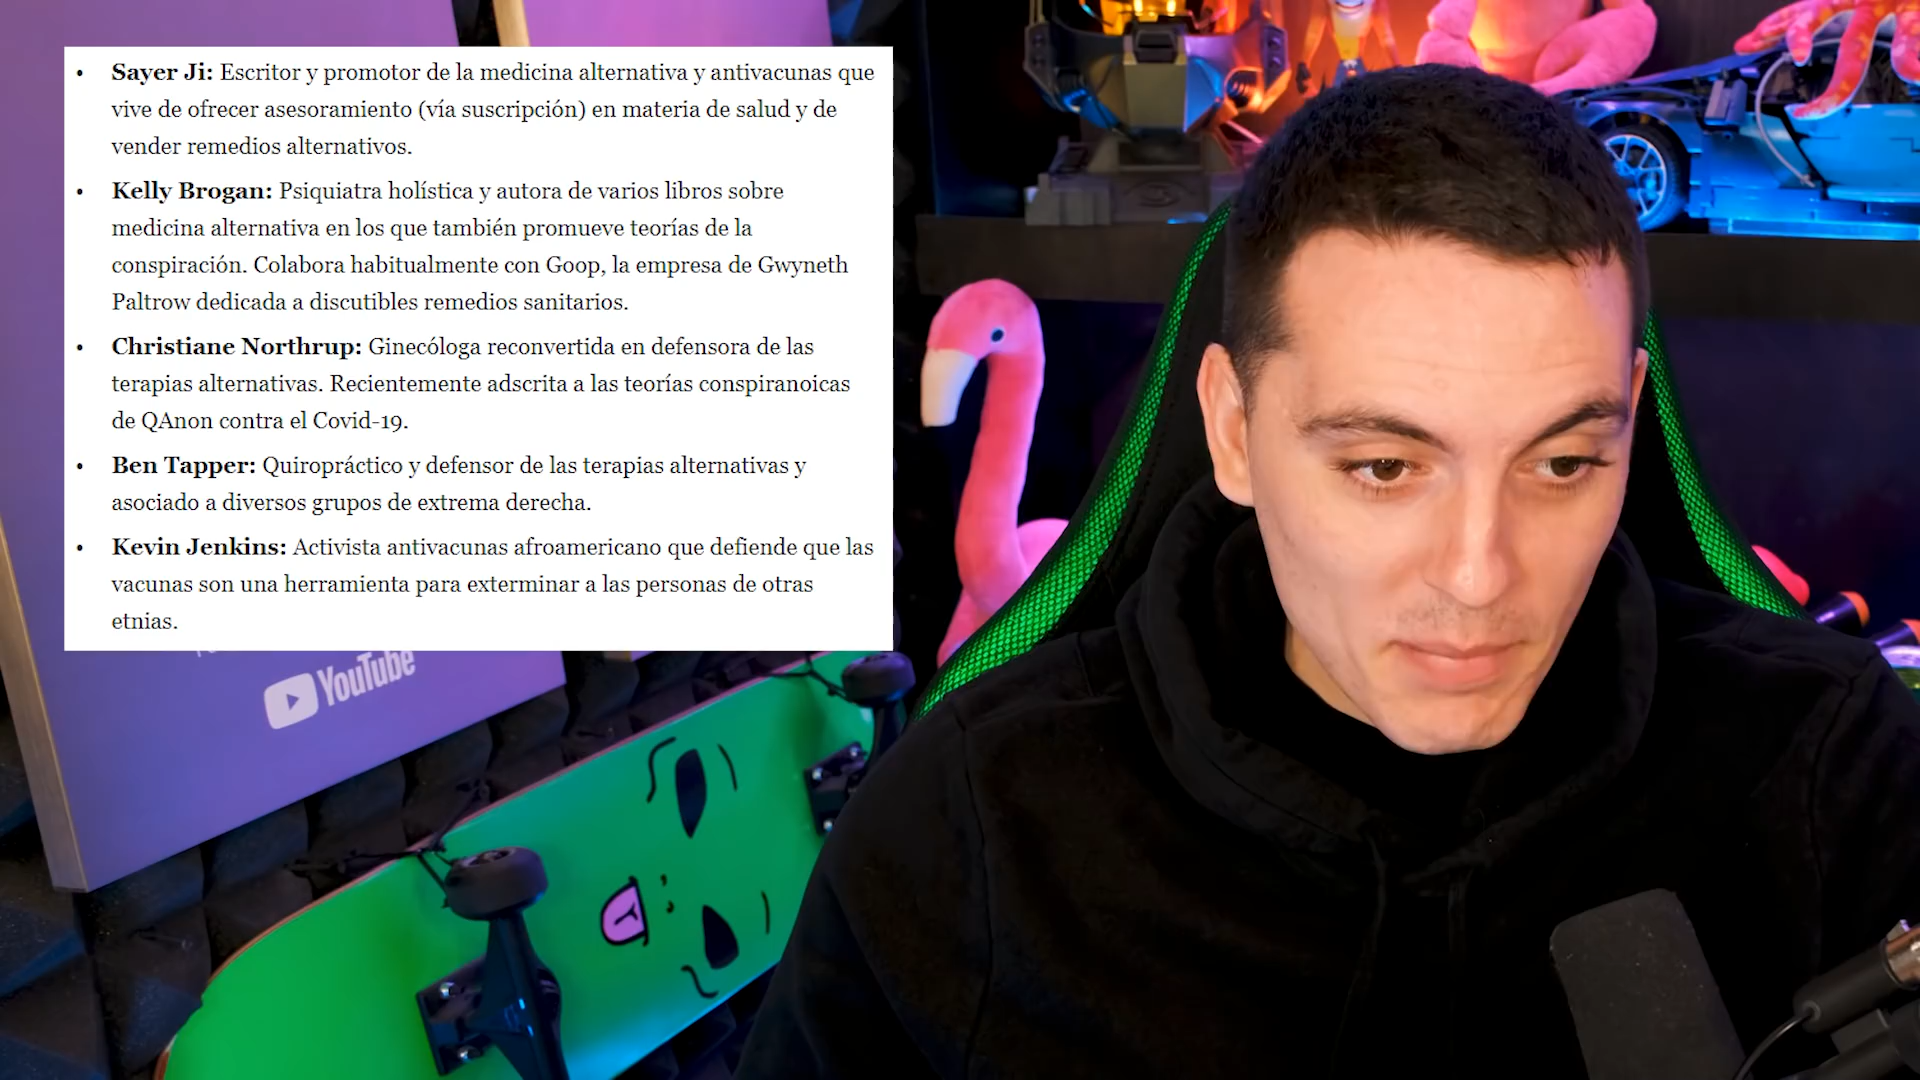 • Sayer Ji: Escritor y promotor de la medicina alternativa y antivacunas que
vive de ofrecer asesoramiento (vía suscripción) en materia de salud y de
vender remedios alternativos.
• Kelly Brogan: Psiquiatra holística y autora de varios libros sobre
medicina alternativa en los que también promueve teorías de la
conspiración. Colabora habitualmente con Goop, la empresa de Gwyneth
Paltrow dedicada a discutibles remedios sanitarios.
• Christiane Northrup: Ginecóloga reconvertida en defensora de las
terapias alternativas. Recientemente adscrita a las teorías conspiranoicas
de QAnon contra el Covid-19.
• Ben Tapper: Quiropráctico y defensor de las terapias alternativas y
asociado a diversos grupos de extrema derecha.
• Kevin Jenkins: Activista antivacunas afroamericano que defiende que las
vacunas son una herramienta para exterminar a las personas de otras
etnias.
YouTube